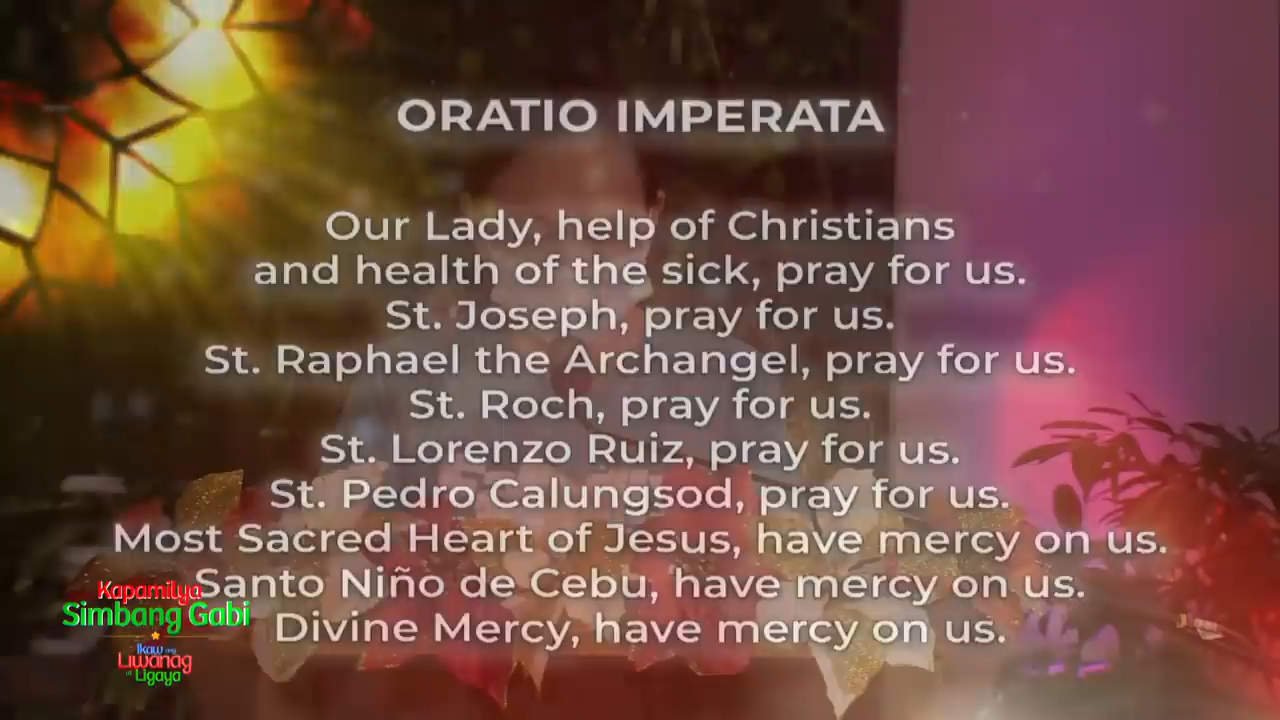 ORATIO IMPERATA
Our Lady, help of Christians
and health of the sick, pray for us.
St. Joseph, pray for us.
St. Raphael the Archangel, pray for us.
St. Roch, pray for us.
St. Lorenzo Ruiz, pray for us.
St. Pedro Calungsod, pray for us.
Most Sacred Heart of Jesus, have mercy on us.
Santo Niño de Cebu, have mercy on us.
Divine Mercy, have mercy on us.
Kapamilya
Simbang Gabi
Ikaw ang
Liwanag
at Ligaya